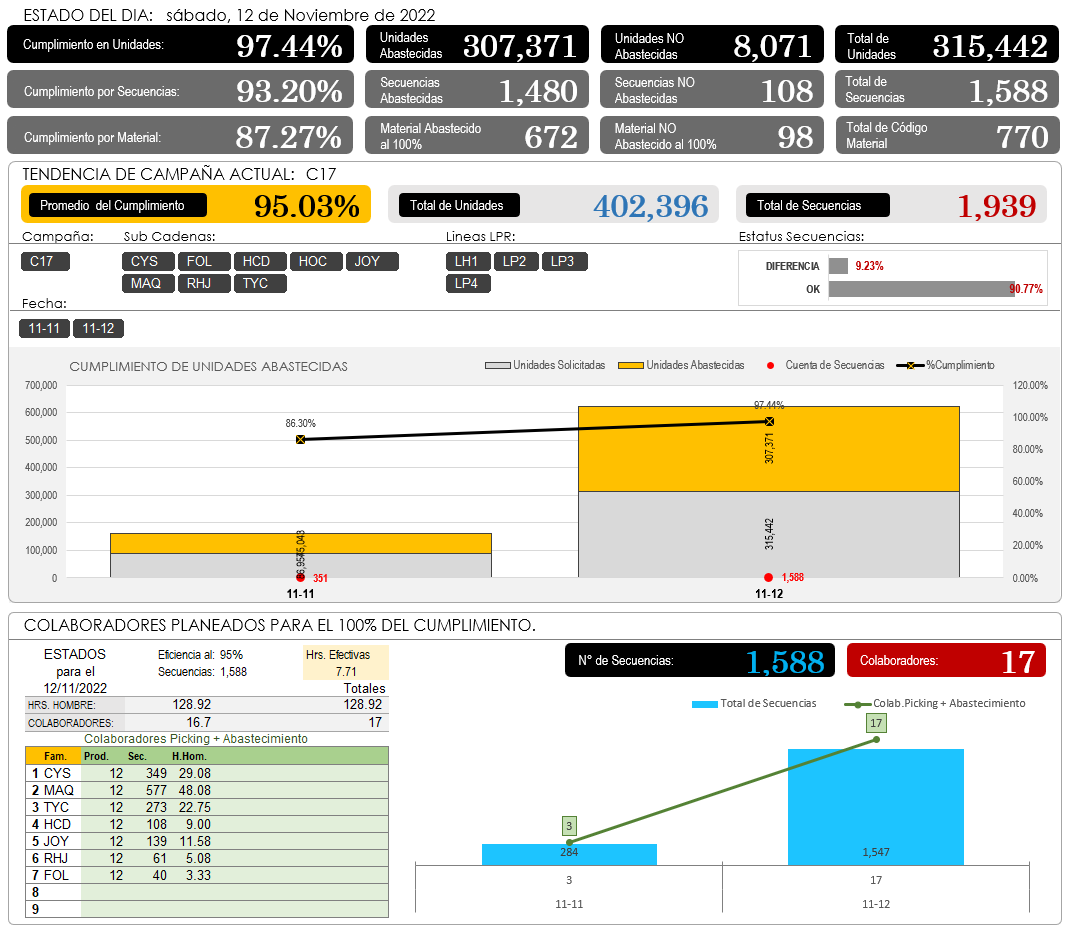 ESTADO DEL DIA: sábado, 12 de Noviembre de 2022
Cumplimiento en Unidades: 97.44%
Unidades Abastecidas 307,371
Unidades NO Abastecidas 8,071
Total de Unidades 315,442
Cumplimiento por Secuencias: 93.20%
Secuencias Abastecidas 1,480
Secuencias NO Abastecidas 108
Total de Secuencias 1,588
Cumplimiento por Material: 87.27%
Material Abastecido al 100% 672
Material NO Abastecido al 100% 98
Total de Código Material 770
TENDENCIA DE CAMPAÑA ACTUAL: C17
Promedio del Cumplimiento 95.03%
Total de Unidades 402,396
Total de Secuencias 1,939
Campaña: Sub Cadenas: Lineas LPR: Estatus Secuencias:
C17 CYS FOL HCD HOC JOY LH1 LP2 LP3
MAQ RHJ TYC LP4
DIFERENCIA 9.23%
OK 90.77%
Fecha:
11-11 11-12
CUMPLIMIENTO DE UNIDADES ABASTECIDAS
Unidades Solicitadas Unidades Abastecidas Cuenta de Secuencias %Cumplimiento
700,000 120.00%
600,000 100.00%
500,000 80.00%
400,000 60.00%
300,000 40.00%
200,000 20.00%
100,000 0.00%
0
86.30% 97.44%
307,371
315,442
351 1,588
11-11 11-12
COLABORADORES PLANEADOS PARA EL 100% DEL CUMPLIMIENTO.
ESTADOS para el 12/11/2022
Eficiencia al: 95%
Secuencias: 1,588
Hrs. Efectivas
7.71
Totales
HRS. HOMBRE: 128.92 128.92
COLABORADORES: 16.7 17
Colaboradores Picking + Abastecimiento
Fam. Prod. Sec. H.Hom.
1 CYS 12 349 29.08
2 MAQ 12 577 48.08
3 TYC 12 273 22.75
4 HCD 12 108 9.00
5 JOY 12 139 11.58
6 RHJ 12 61 5.08
7 FOL 12 40 3.33
8
9
N° de Secuencias: 1,588
Colaboradores: 17
Total de Secuencias Colab.Picking + Abastecimiento
17
3
284 1,547
3 17
11-11 11-12